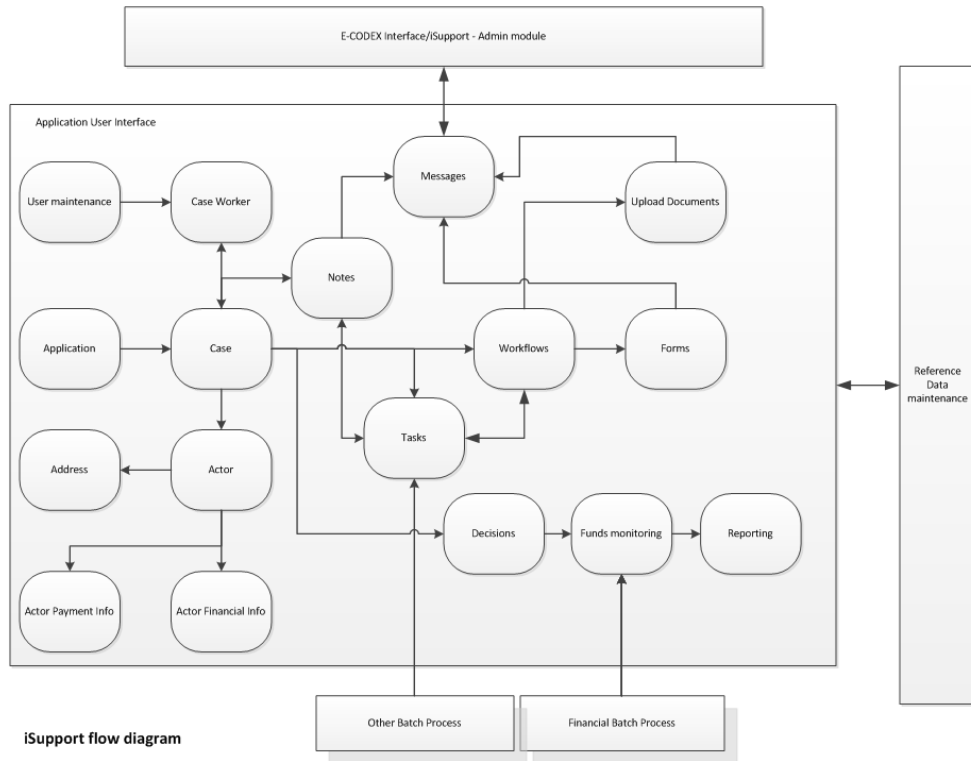 E-CODEX Interface/iSupport - Admin module
Application User Interface
Messages
User maintenance
Case Worker
Upload Documents
Notes
Application
Case
Workflows
Forms
Reference
Data
maintenance
Tasks
Address
Actor
Decisions
Funds monitoring
Reporting
Actor Payment Info
Actor Financial Info
Other Batch Process
Financial Batch Process
iSupport flow diagram